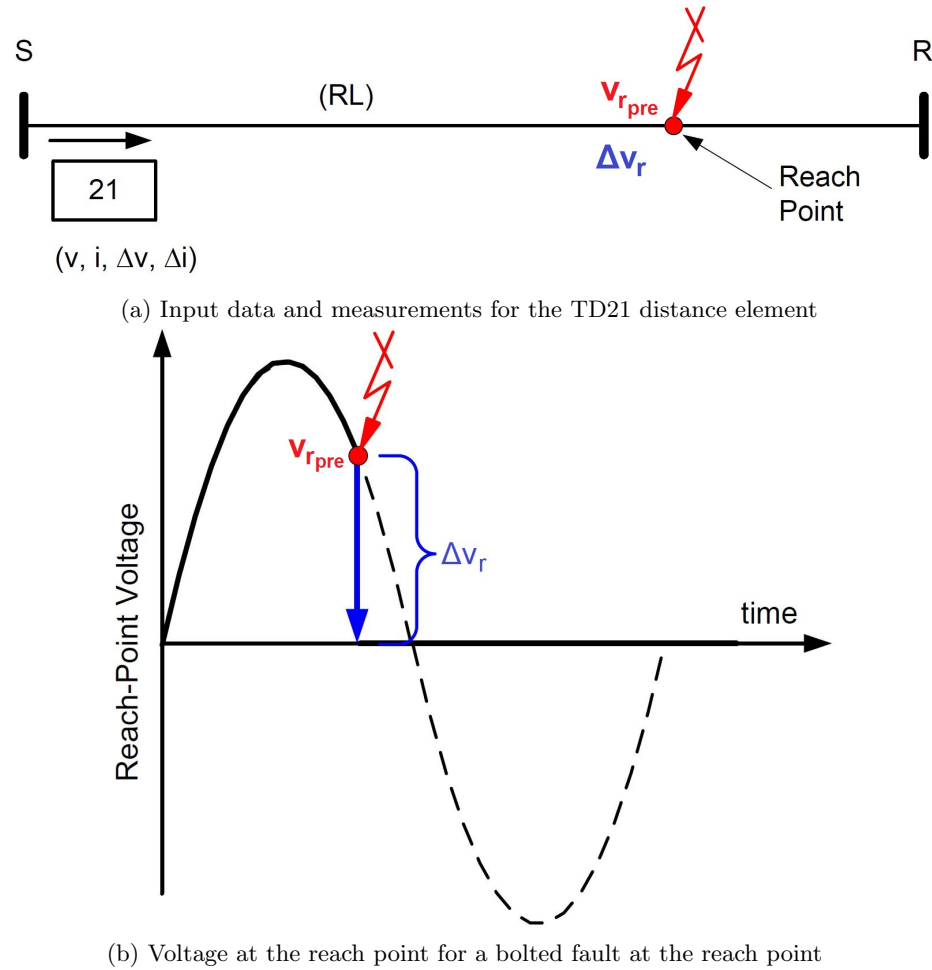 S
R
(RL)
v_r_pre
Δv_r
21
Reach
Point
(v, i, Δv, Δi)
(a) Input data and measurements for the TD21 distance element
v_r_pre
Δv_r
time
Reach-Point Voltage
(b) Voltage at the reach point for a bolted fault at the reach point